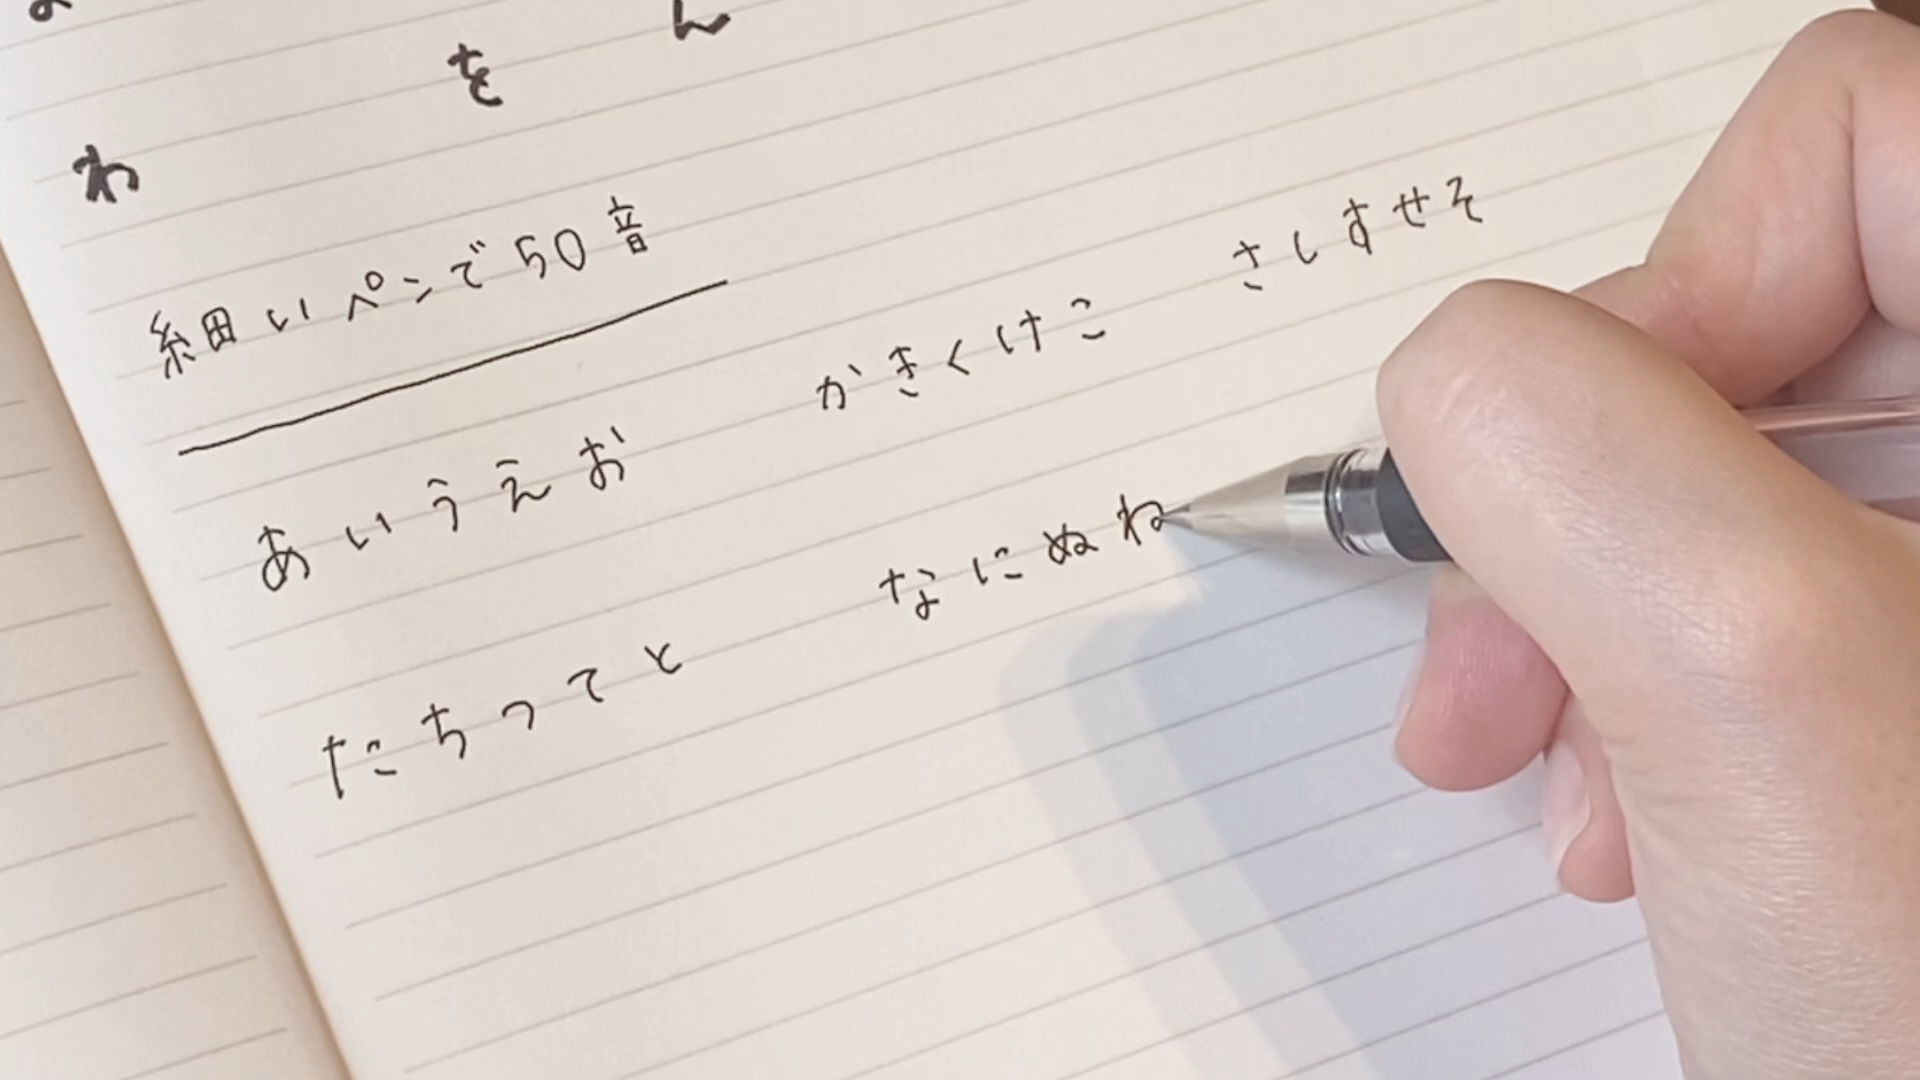 わ を ん
細いペンで50音
あいうえお かきくけこ さしすせそ
たちつてと なにぬね